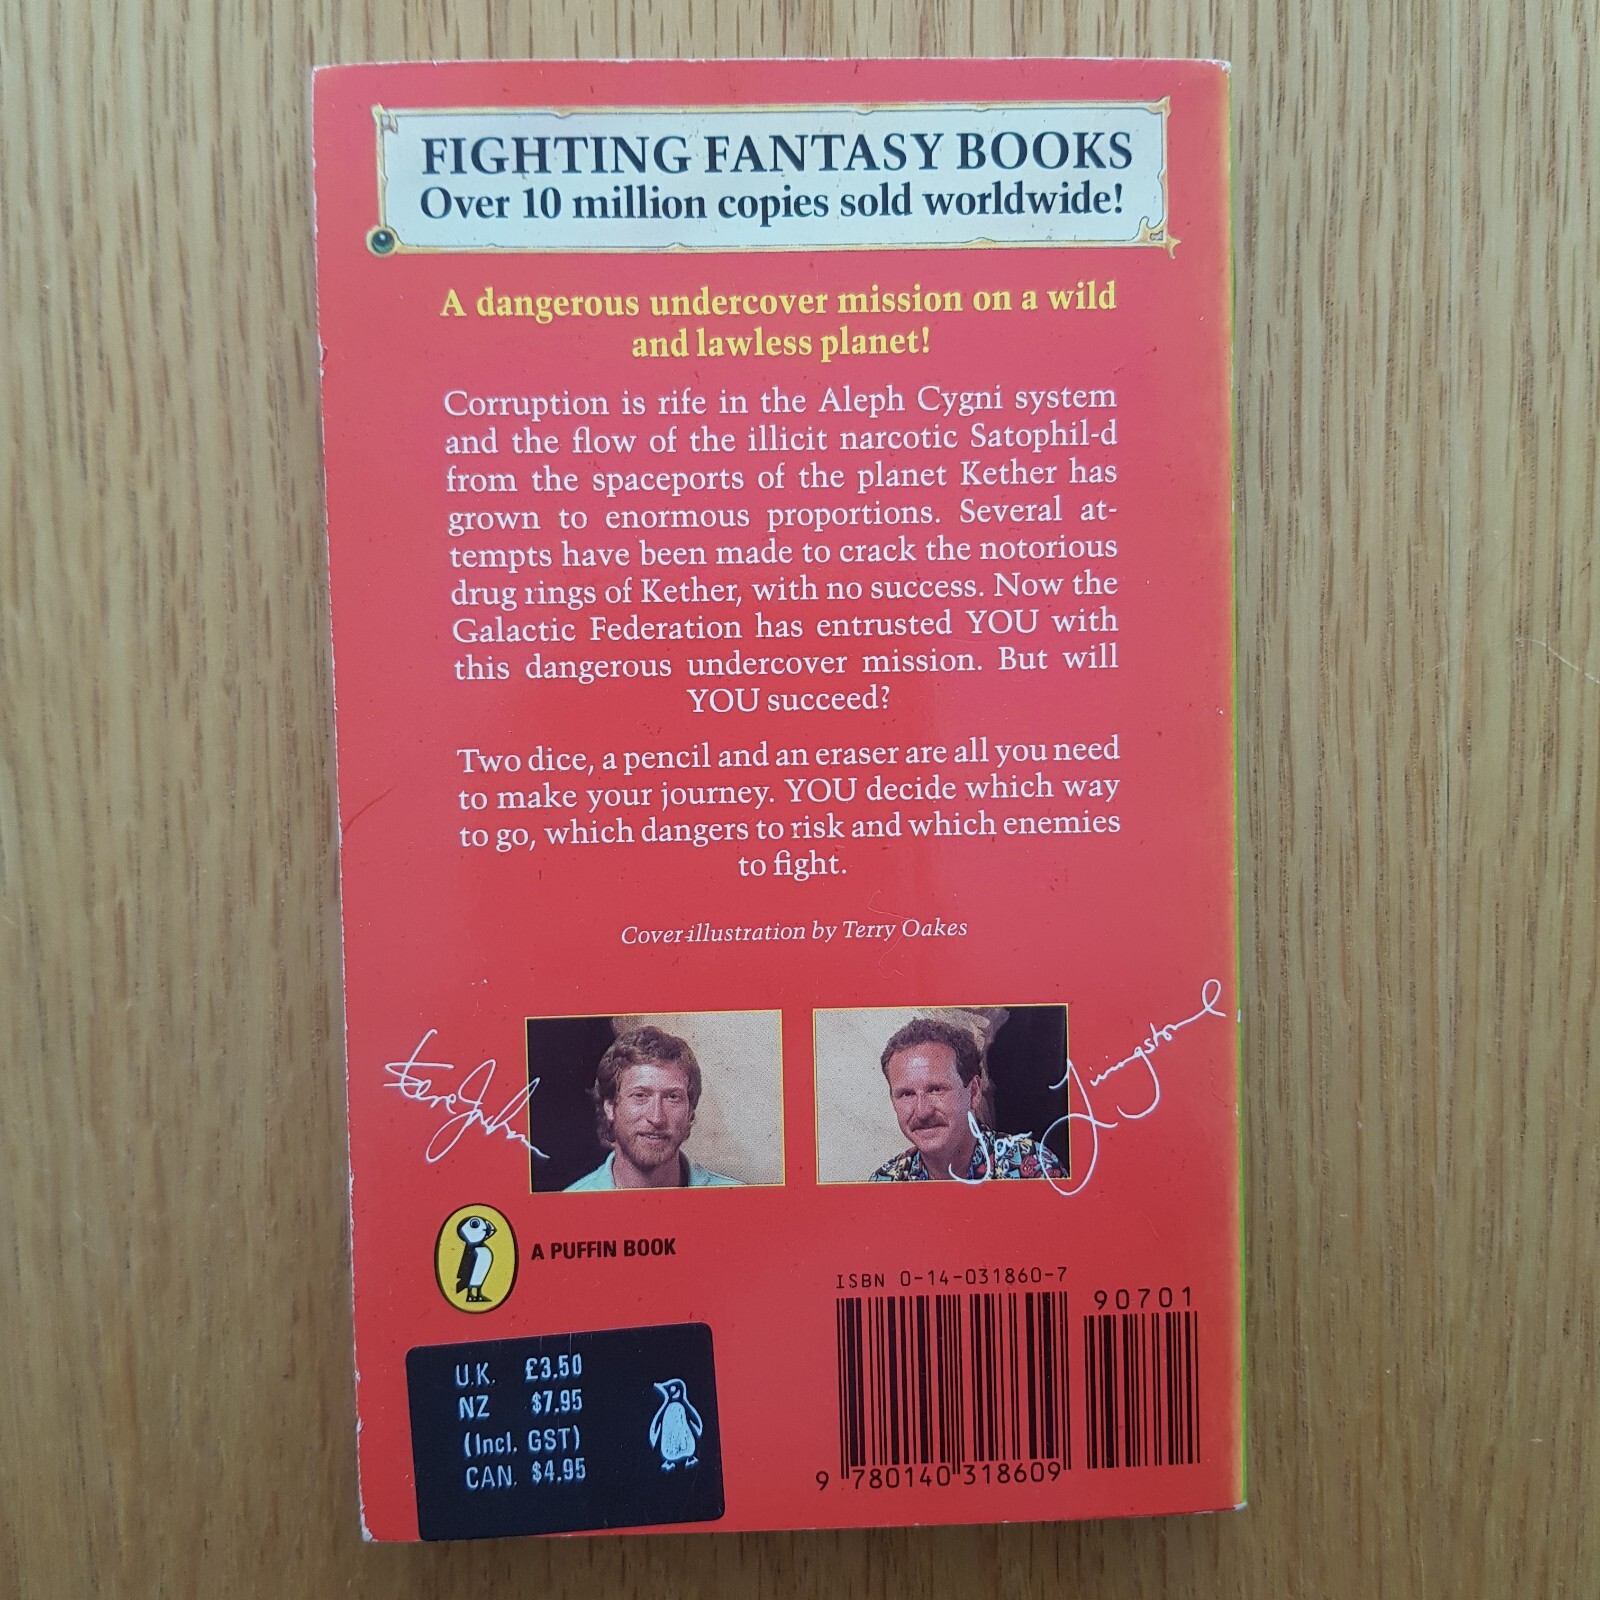 FIGHTING FANTASY BOOKS
Over 10 million copies sold worldwide!
A dangerous undercover mission on a wild
and lawless planet!
Corruption is rife in the Aleph Cygni system
and the flow of the illicit narcotic Satophil-d
from the spaceports of the planet Kether has
grown to enormous proportions. Several at-
tempts have been made to crack the notorious
drug rings of Kether, with no success. Now the
Galactic Federation has entrusted YOU with
this dangerous undercover mission. But will
YOU succeed?
Two dice, a pencil and an eraser are all you need
to make your journey. YOU decide which way
to go, which dangers to risk and which enemies
to fight.
Cover illustration by Terry Oakes
Steve Jackson
Ian Livingstone
A PUFFIN BOOK
ISBN 0-14-031860-7
90701
9 780140 318609
U.K. £3.50
NZ $7.95
(Incl. GST)
CAN. $4.95